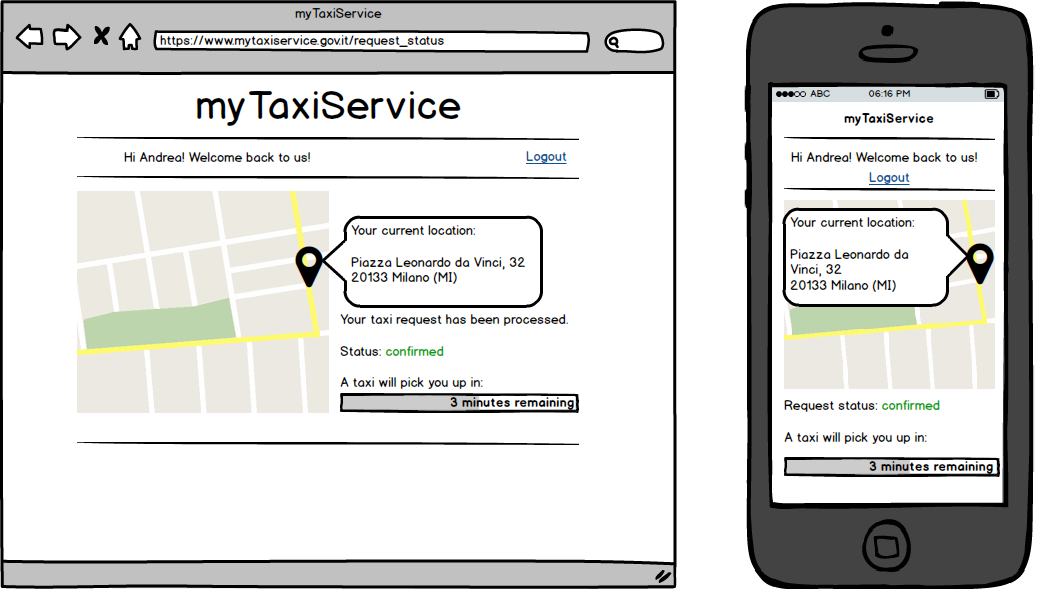 myTaxiService
https://www.mytaxiservice.gov.it/request_status
myTaxiService
Hi Andrea! Welcome back to us!
Logout
Your current location:
Piazza Leonardo da Vinci, 32
20133 Milano (MI)
Your taxi request has been processed.
Status: confirmed
A taxi will pick you up in:
3 minutes remaining
ABC 06:16 PM
myTaxiService
Hi Andrea! Welcome back to us!
Logout
Your current location:
Piazza Leonardo da
Vinci, 32
20133 Milano (MI)
Request status: confirmed
A taxi will pick you up in:
3 minutes remaining